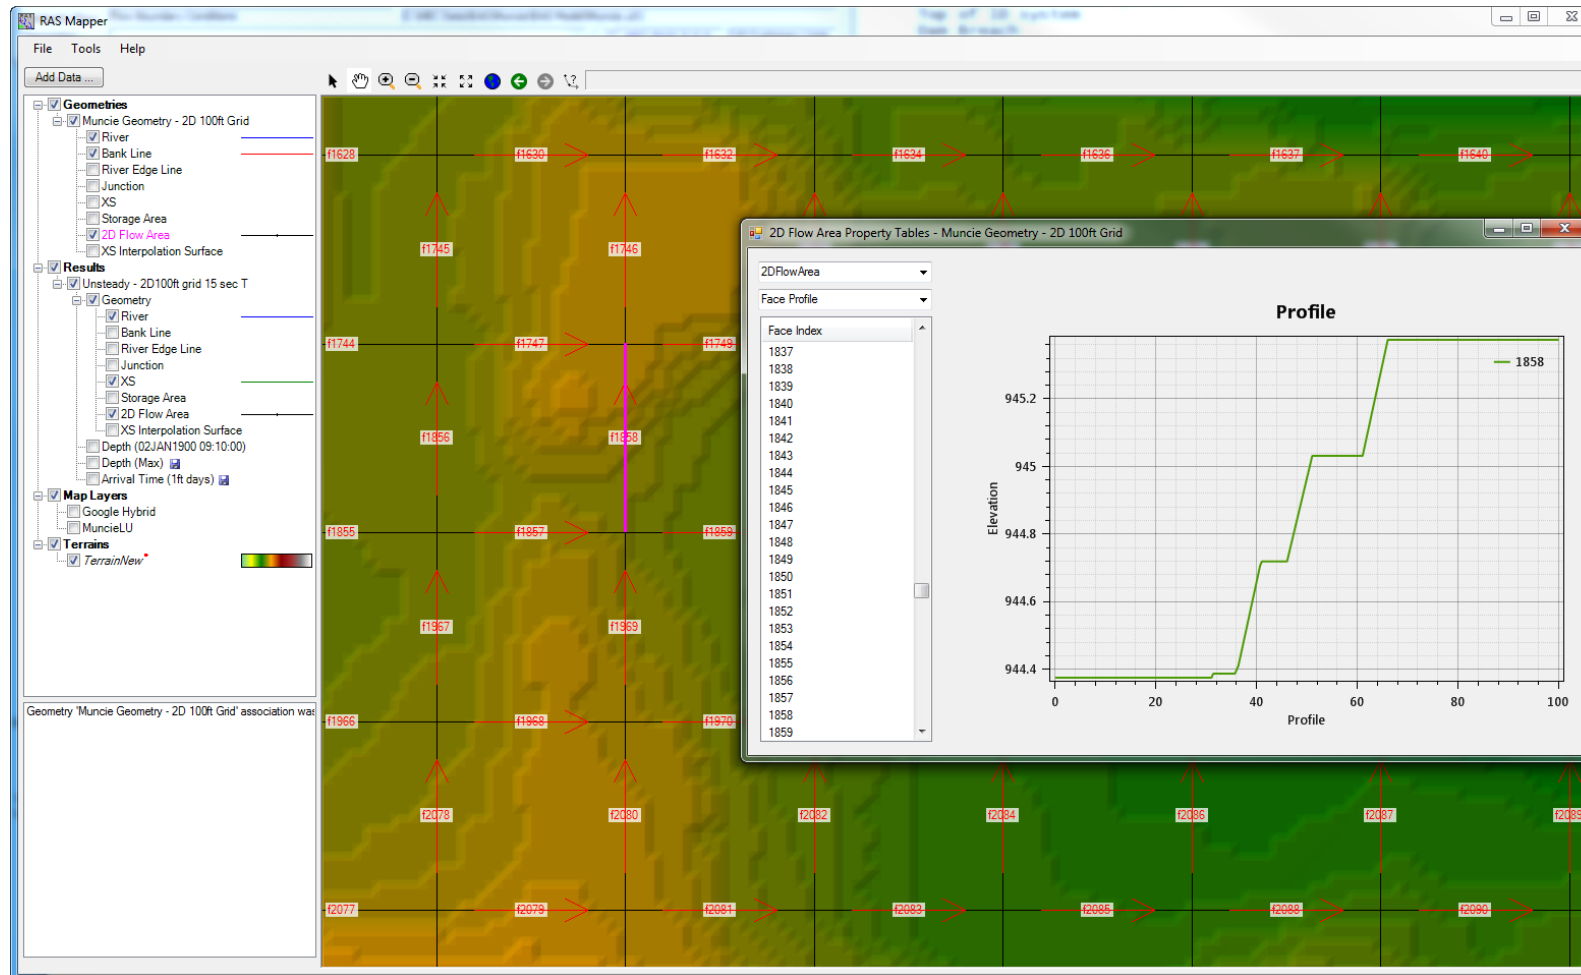 RAS Mapper
File Tools Help
Add Data ...
Geometries
Muncie Geometry - 2D 100ft Grid
River
Bank Line
River Edge Line
Junction
XS
Storage Area
2D Flow Area
XS Interpolation Surface
Results
Unsteady - 2D100ft grid 15 sec T
Geometry
River
Bank Line
River Edge Line
Junction
XS
Storage Area
2D Flow Area
XS Interpolation Surface
Depth (02JAN1900 09:10:00)
Depth (Max)
Arrival Time (1ft days)
Map Layers
Google Hybrid
MuncieLU
Terrains
TerrainNew
Geometry 'Muncie Geometry - 2D 100ft Grid' association was
f1628 f1630 f1632 f1634 f1636 f1637 f1640
f1745 f1746
f1744 f1747 f1749
f1856 f1858
f1855 f1857 f1859
f1967 f1969
f1966 f1968 f1970
f2078 f2080 f2082 f2084 f2086 f2087 f2089
f2077 f2079 f2081 f2083 f2085 f2088 f2090
2D Flow Area Property Tables - Muncie Geometry - 2D 100ft Grid
2DFlowArea
Face Profile
Face Index
1837
1838
1839
1840
1841
1842
1843
1844
1845
1846
1847
1848
1849
1850
1851
1852
1853
1854
1855
1856
1857
1858
1859
Profile
1858
945.2
945
944.8
944.6
944.4
Elevation
0 20 40 60 80 100
Profile